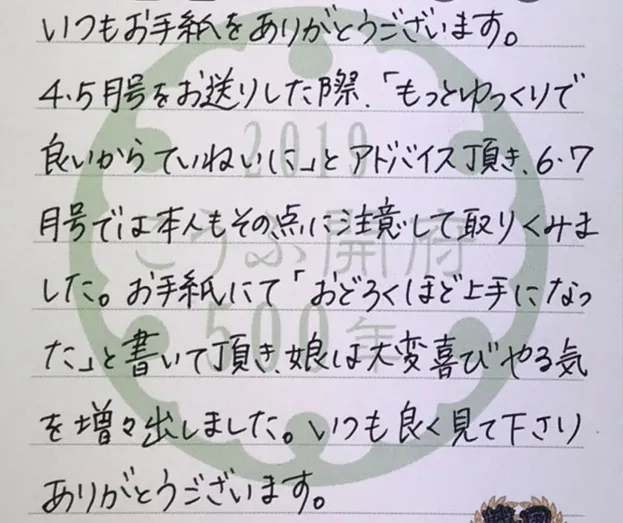 いつもお手紙をありがとうございます。
4・5月号をお送りした際、「もっとゆっくりで
良いからていねいに」とアドバイス頂き、6・7
月号では本人もその点に注意して取りくみま
した。お手紙にて「おどろくほど上手になっ
た」と書いて頂き、娘は大変喜びやる気
を増々出しました。いつも良く見て下さり
ありがとうございます。
2019
こうふ開府
500年